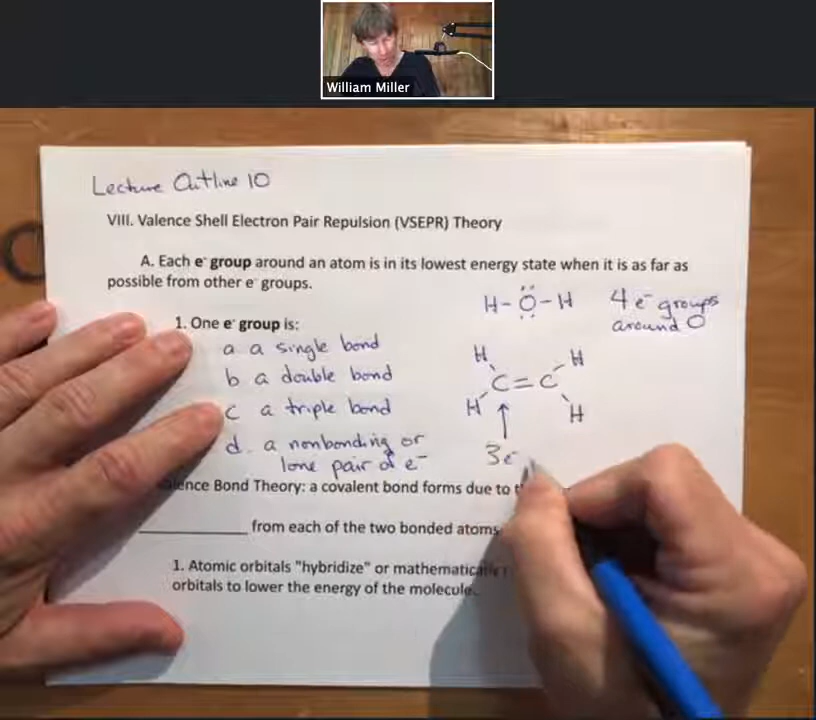 William Miller
Lecture Outline 10
VIII. Valence Shell Electron Pair Repulsion (VSEPR) Theory
A. Each e⁻ group around an atom is in its lowest energy state when it is as far as
possible from other e⁻ groups.
H-Ö-H 4 e⁻ groups
around O
1. One e⁻ group is:
a a single bond
b a double bond
c a triple bond
d. a nonbonding or
lone pair of e⁻
H H
C=C
H H
3e
Bond Theory: a covalent bond forms due to
from each of the two bonded atoms
1. Atomic orbitals "hybridize" or
orbitals to lower the energy of the molecule.